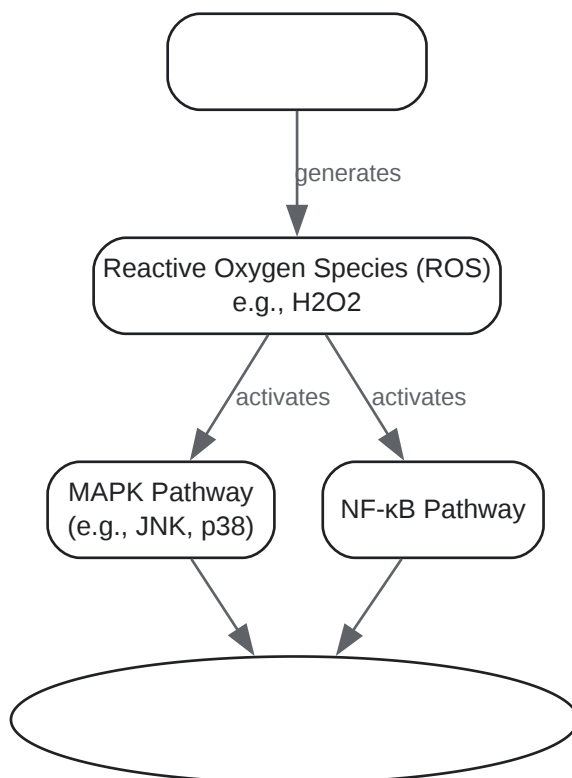 generates
Reactive Oxygen Species (ROS)
e.g., H2O2
activates
activates
MAPK Pathway
(e.g., JNK, p38)
NF-κB Pathway